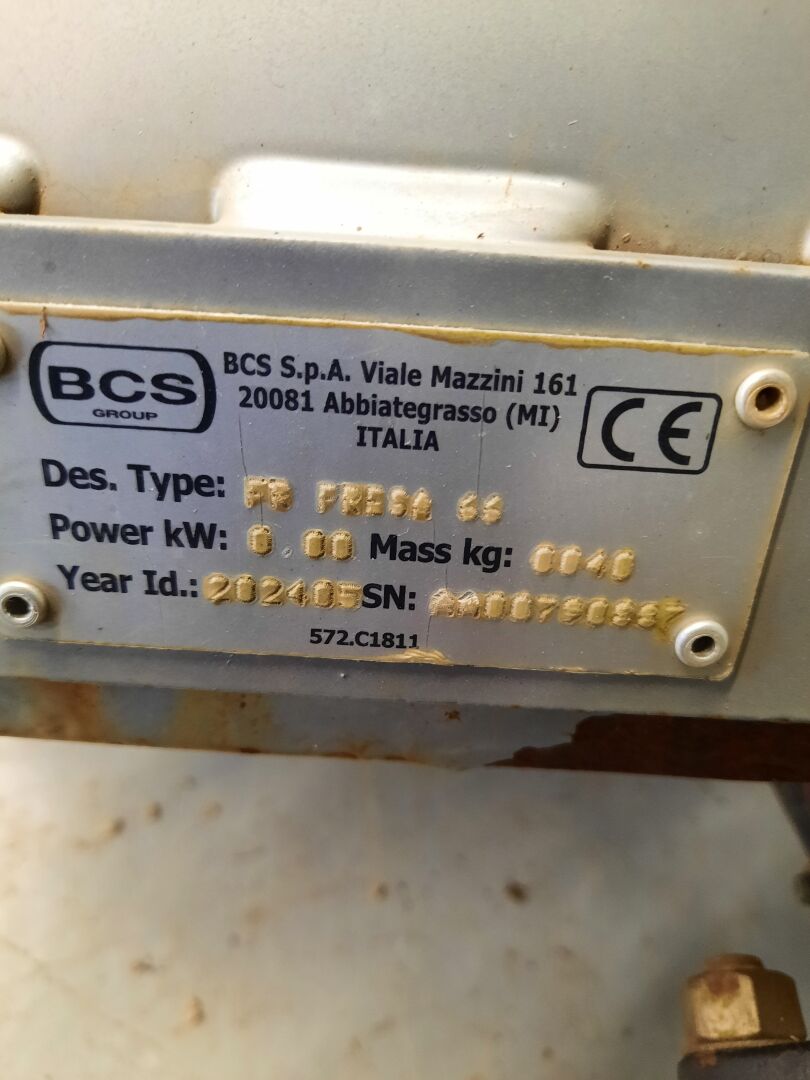 BCS
GROUP
BCS S.p.A. Viale Mazzini 161
20081 Abbiategrasso (MI)
ITALIA
CE
Des. Type: FRESA 66
Power kW: 0.00 Mass kg: 0040
Year Id.: 202405 SN:
572.C1811